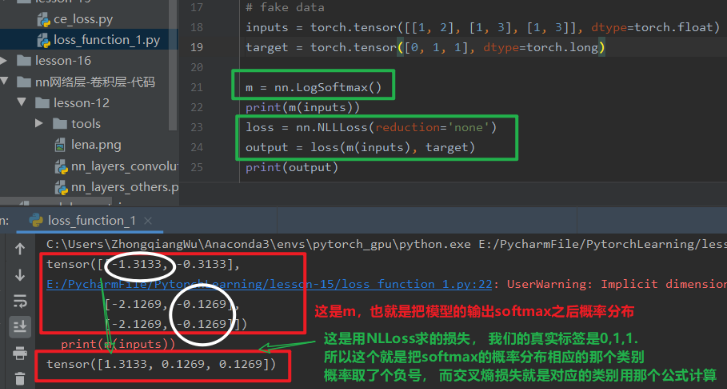 lesson-15
ce_loss.py
loss_function_1.py
lesson-16
nn网络层-卷积层-代码
lesson-12
tools
lena.png
nn_layers_convolut
nn_layers_others.p
17
18
19
20
21
22
23
24
25
# fake data
inputs = torch.tensor([[1, 2], [1, 3], [1, 3]], dtype=torch.float)
target = torch.tensor([0, 1, 1], dtype=torch.long)
m = nn.LogSoftmax()
print(m(inputs))
loss = nn.NLLLoss(reduction='none')
output = loss(m(inputs), target)
print(output)
n:
loss_function_1 ×
C:\Users\ZhongqiangWu\Anaconda3\envs\pytorch_gpu\python.exe E:/PycharmFile/PytorchLearning/les
tensor([[-1.3133, -0.3133],
E:/PycharmFile/PytorchLearning/lesson-15/loss_function_1.py:22: UserWarning: Implicit dimension
[-2.1269, -0.1269],
[-2.1269, -0.1269]])
print(m(inputs))
tensor([1.3133, 0.1269, 0.1269])
这是m，也就是把模型的输出softmax之后概率分布
这是用NLLoss求的损失， 我们的真实标签是0,1,1.
所以这个就是把softmax的概率分布相应的那个类别
概率取了个负号， 而交叉熵损失就是对应的类别用那个公式计算